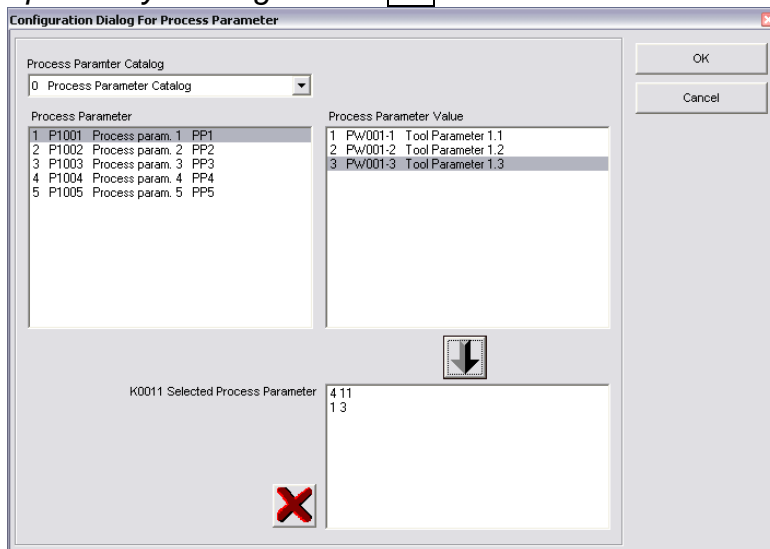 Configuration Dialog For Process Parameter
OK
Cancel
Process Paramter Catalog
0 Process Parameter Catalog
Process Parameter
1 P1001 Process param. 1 PP1
2 P1002 Process param. 2 PP2
3 P1003 Process param. 3 PP3
4 P1004 Process param. 4 PP4
5 P1005 Process param. 5 PP5
Process Parameter Value
1 PW001-1 Tool Parameter 1.1
2 PW001-2 Tool Parameter 1.2
3 PW001-3 Tool Parameter 1.3
K0011 Selected Process Parameter
4 11
1 3